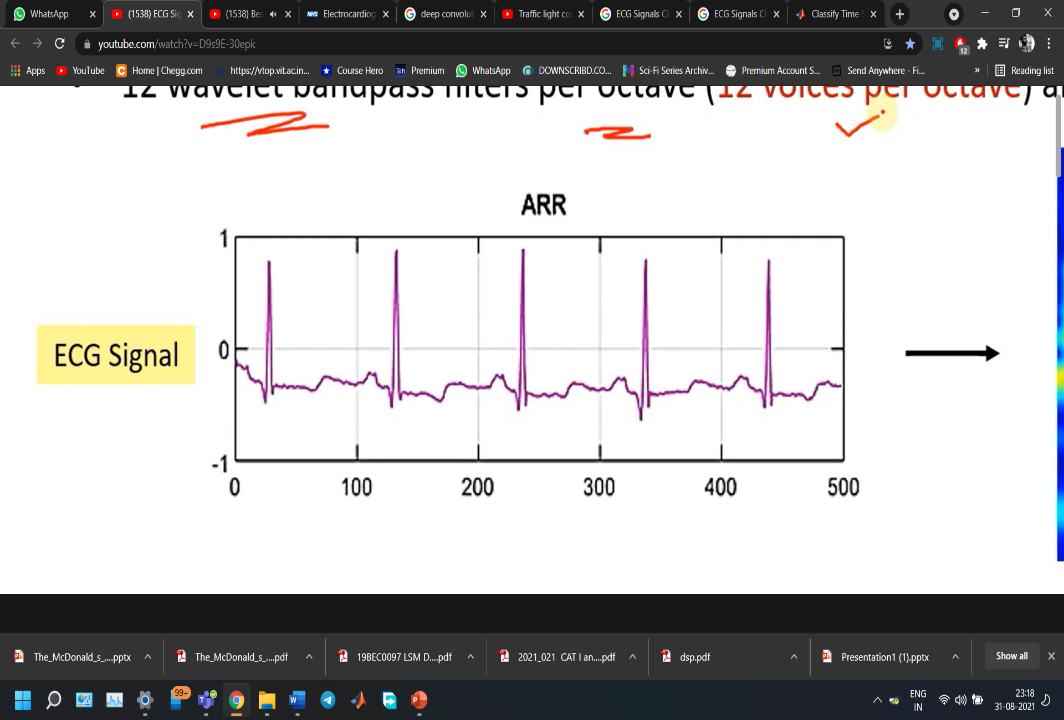 WhatsApp
(1538) ECG Sig
(1538) Be
NHS Electrocardiog
deep convolut
Traffic light co
ECG Signals C
ECG Signals C
Classify Time
youtube.com/watch?v=D9s9E-30epk
12
Apps
YouTube
Home | Chegg.com
https://vtop.vit.ac.in...
Course Hero
Premium
WhatsApp
DOWNSCRIBD.CO...
Sci-Fi Series Archiv...
Premium Account S...
Send Anywhere - Fi...
»
Reading list
12 wavelet bandpass filters per octave (12 voices per octave) a
ARR
1
ECG Signal
0
-1
0 100 200 300 400 500
The_McDonald_s_....pptx
The_McDonald_s_....pdf
19BEC0097 LSM D....pdf
2021_021 CAT I an....pdf
dsp.pdf
Presentation1 (1).pptx
Show all
99+
ENG
IN
23:18
31-08-2021